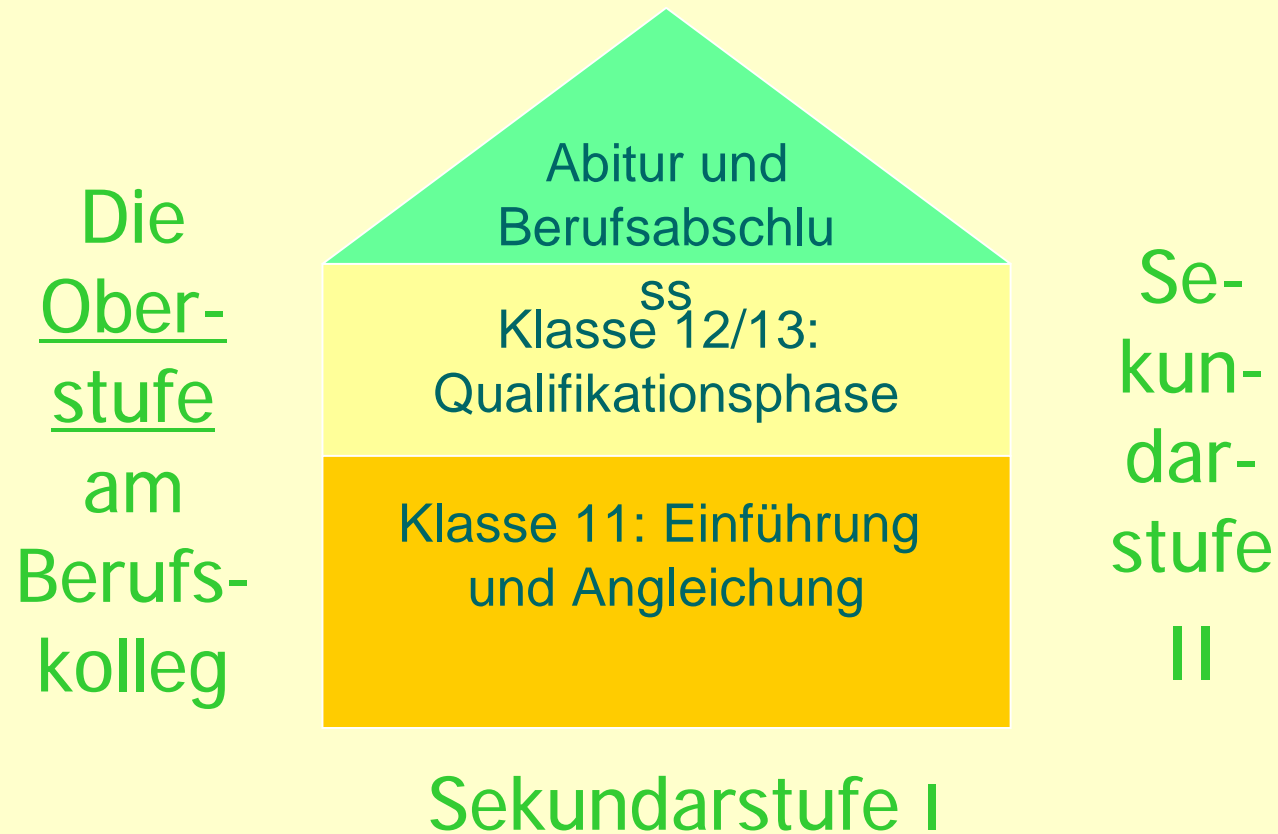 Die
Ober-
stufe
am
Berufs-
kolleg
Abitur und
Berufsabschlu
ss
Klasse 12/13:
Qualifikationsphase
Klasse 11: Einführung
und Angleichung
Se-
kun-
dar-
stufe
II
Sekundarstufe I